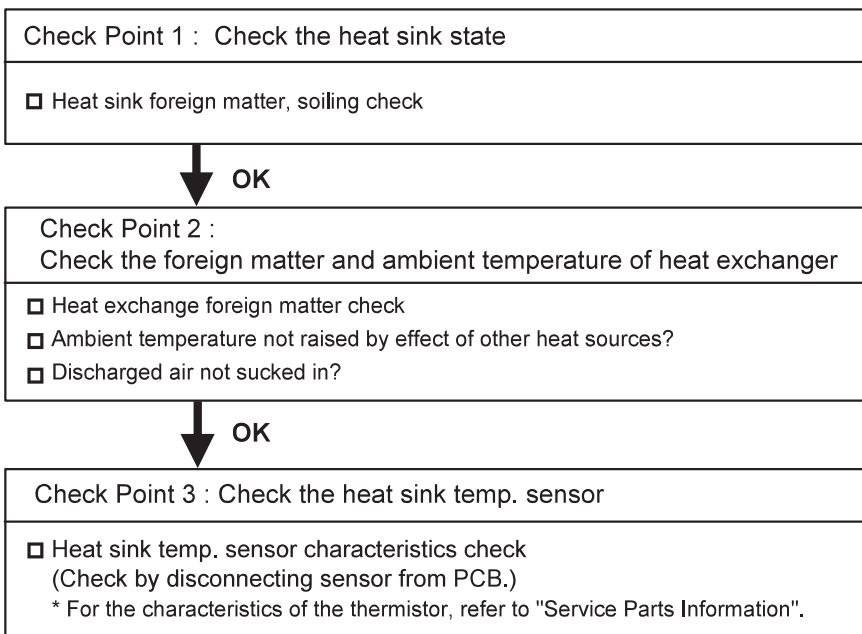 Check Point 1 : Check the heat sink state
Heat sink foreign matter, soiling check
OK
Check Point 2 :
Check the foreign matter and ambient temperature of heat exchanger
Heat exchange foreign matter check
Ambient temperature not raised by effect of other heat sources?
Discharged air not sucked in?
OK
Check Point 3 : Check the heat sink temp. sensor
Heat sink temp. sensor characteristics check
(Check by disconnecting sensor from PCB.)
* For the characteristics of the thermistor, refer to "Service Parts Information".